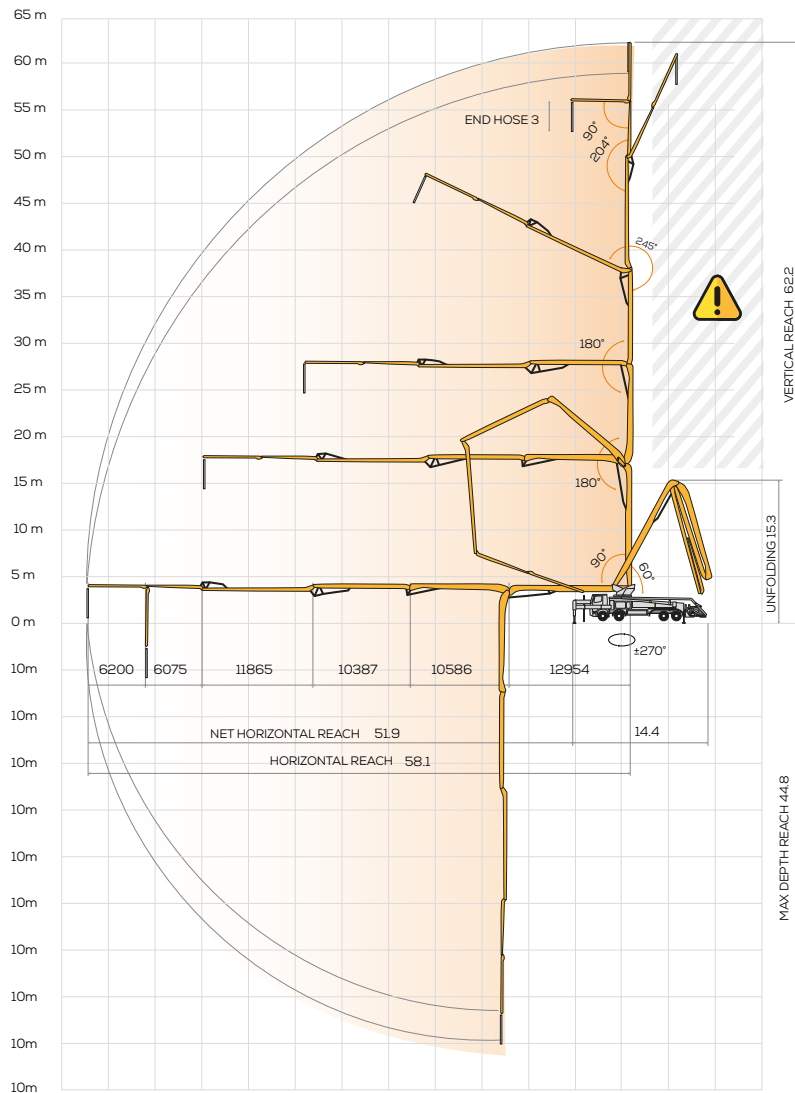 65 m
60 m
55 m
50 m
45 m
40 m
35 m
30 m
25 m
20 m
15 m
10 m
5 m
0 m
10m
10m
10m
10m
10m
10m
10m
10m
10m
10m
END HOSE 3
90°
204°
245°
180°
180°
90°
60°
±270°
VERTICAL REACH 62.2
UNFOLDING 15.3
6200
6075
11865
10387
10586
12954
NET HORIZONTAL REACH 51.9
14.4
HORIZONTAL REACH 58.1
MAX DEPTH REACH 44.8